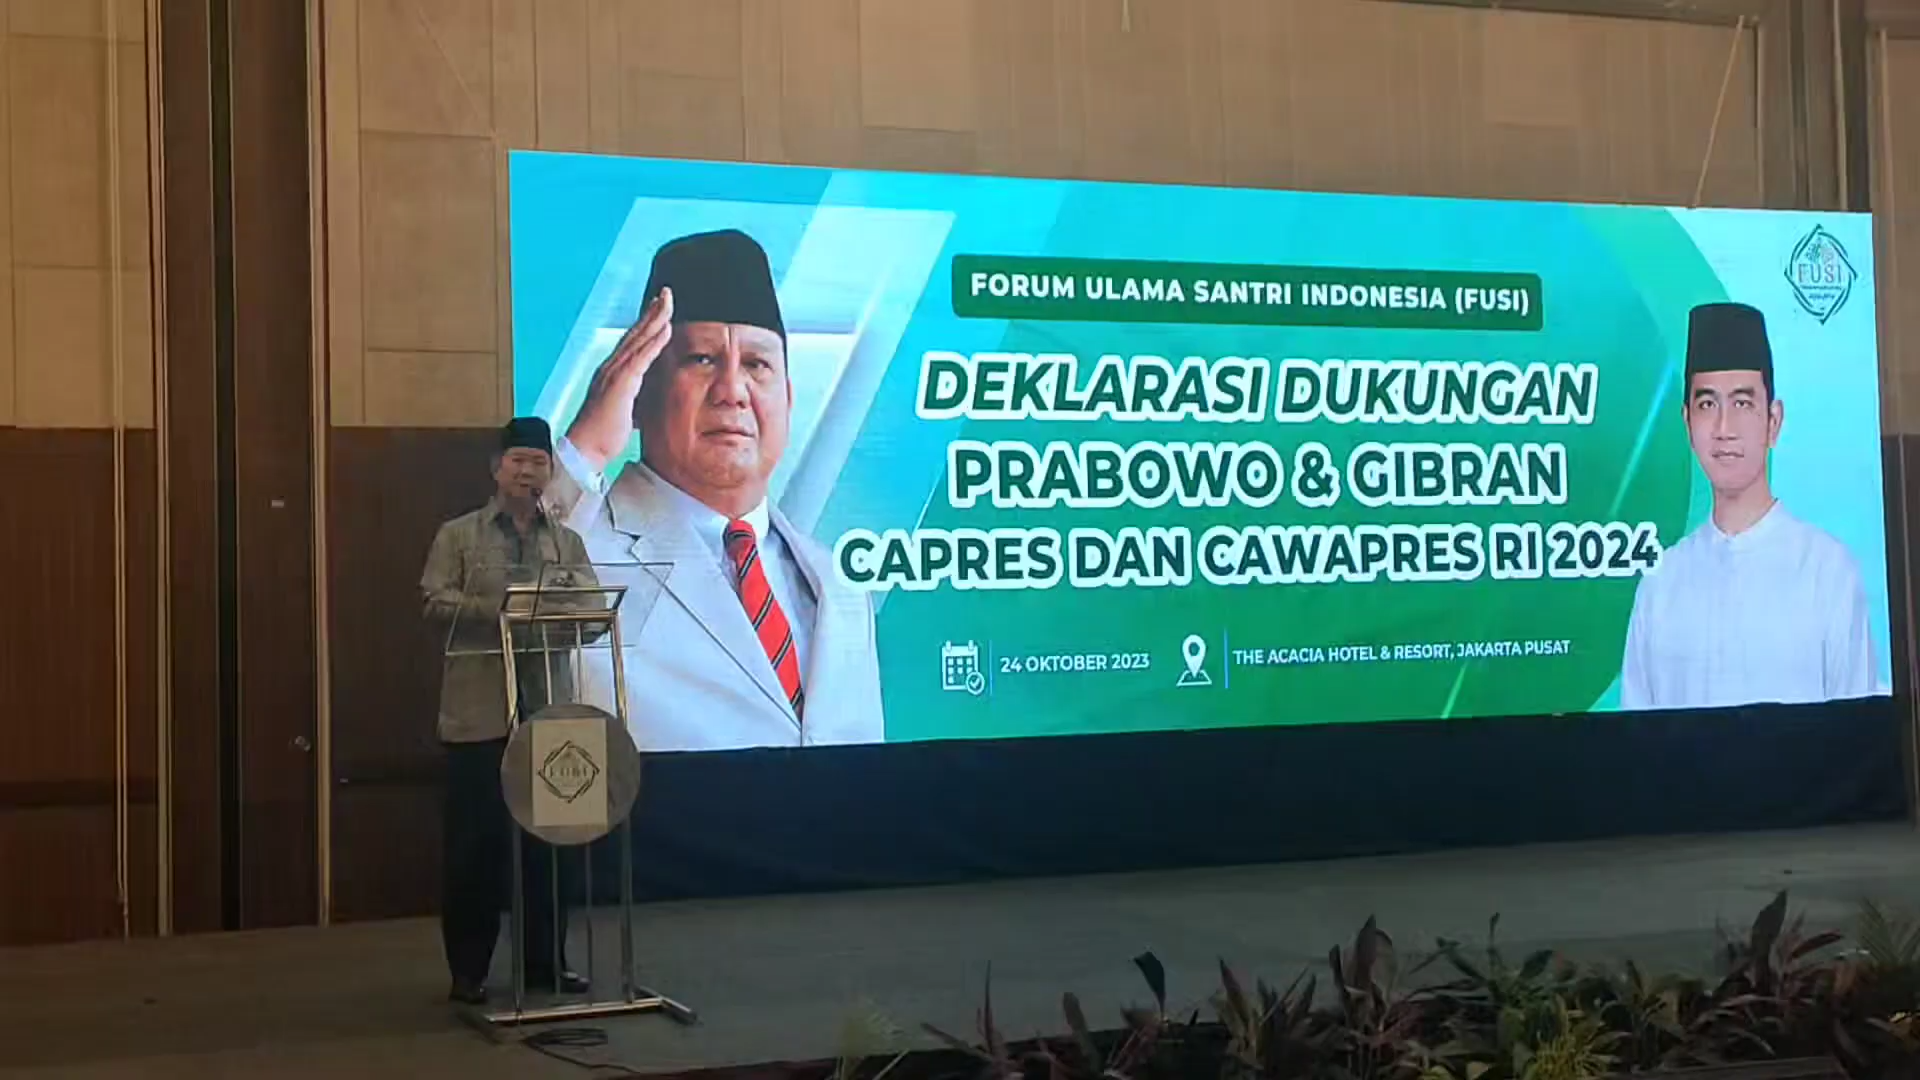 FUSI
FORUM ULAMA SANTRI INDONESIA (FUSI)
DEKLARASI DUKUNGAN
PRABOWO & GIBRAN
CAPRES DAN CAWAPRES RI 2024
24 OKTOBER 2023
THE ACACIA HOTEL & RESORT, JAKARTA PUSAT
FUSI